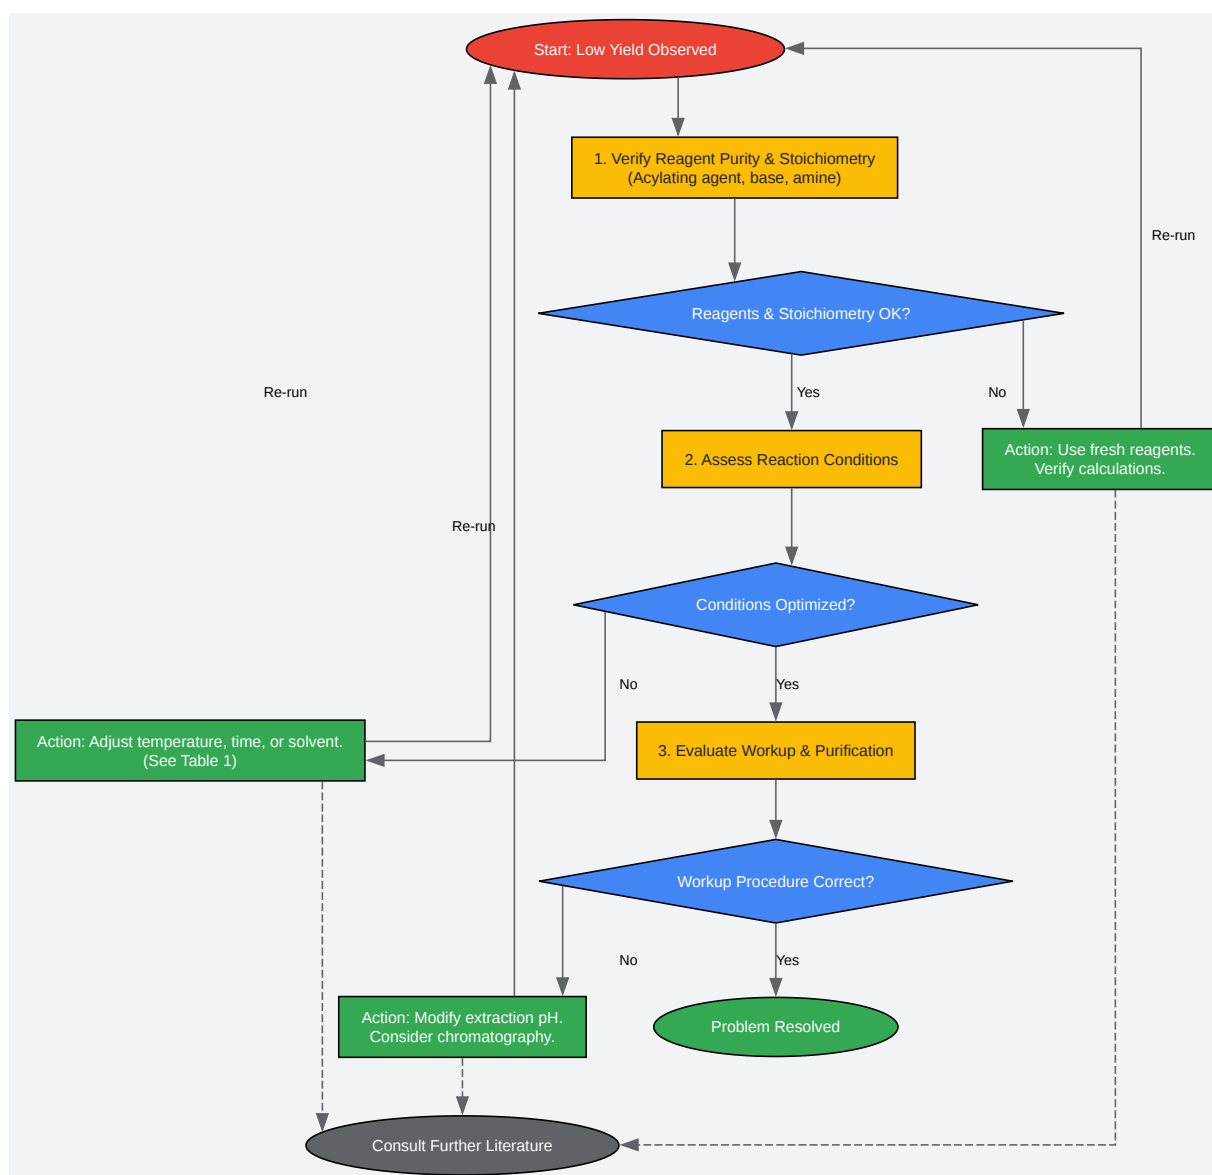 Start: Low Yield Observed
1. Verify Reagent Purity & Stoichiometry
(Acylating agent, base, amine)
Re-run
Reagents & Stoichiometry OK?
Re-run
Yes
No
2. Assess Reaction Conditions
Action: Use fresh reagents.
Verify calculations.
Re-run
Conditions Optimized?
No
Yes
Action: Adjust temperature, time, or solvent.
(See Table 1)
3. Evaluate Workup & Purification
Workup Procedure Correct?
No
Yes
Action: Modify extraction pH.
Consider chromatography.
Problem Resolved
Consult Further Literature